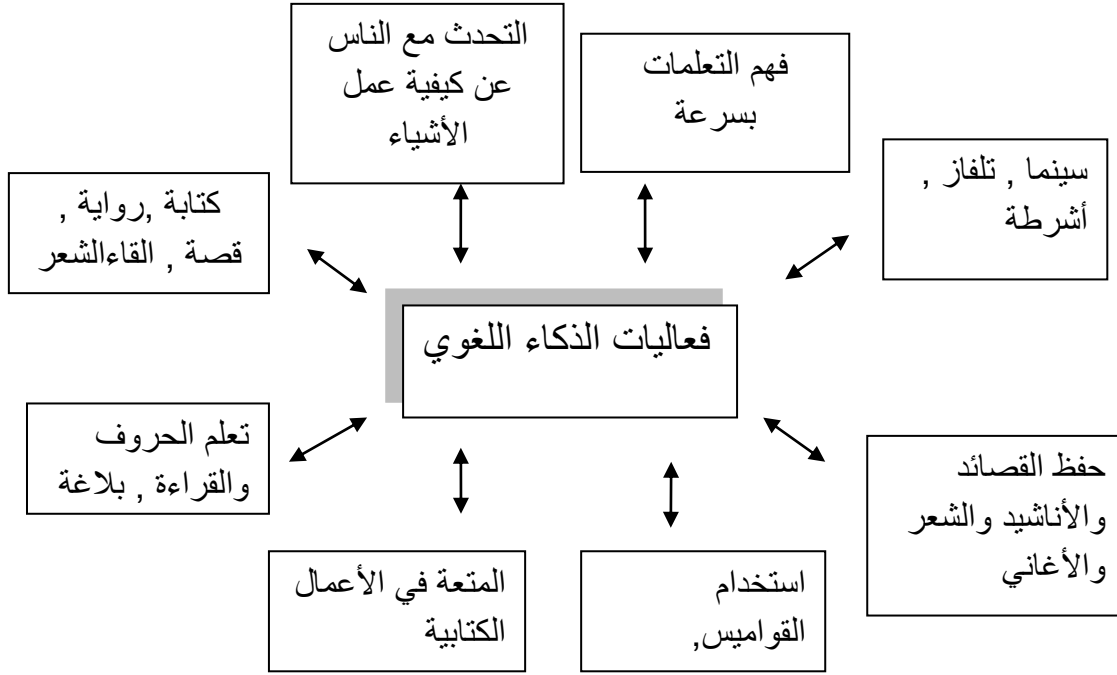 التحدث مع الناس
عن كيفية عمل
الأشياء
فهم التعلمات
بسرعة
سينما , تلفاز ,
أشرطة
كتابة ,رواية ,
قصة , القاءالشعر
فعاليات الذكاء اللغوي
تعلم الحروف
والقراءة , بلاغة
حفظ القصائد
والأناشيد والشعر
والأغاني
المتعة في الأعمال
الكتابية
استخدام
القواميس,